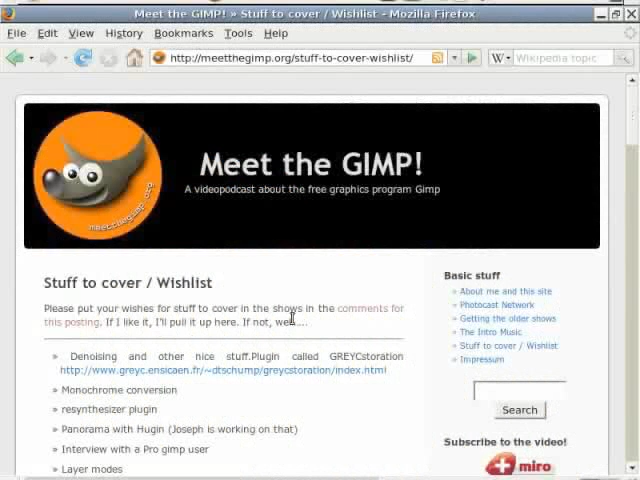 Meet the GIMP! » Stuff to cover / Wishlist - Mozilla Firefox
File Edit View History Bookmarks Tools Help
http://meetthegimp.org/stuff-to-cover-wishlist/
W Wikipedia topic
meetthegimp.org
Meet the GIMP!
A videopodcast about the free graphics program Gimp
Stuff to cover / Wishlist
Please put your wishes for stuff to cover in the shows in the comments for
this posting. If I like it, I'll pull it up here. If not, well....
» Denoising and other nice stuff.Plugin called GREYCstoration
http://www.greyc.ensicaen.fr/~dtschump/greycstoration/index.html
» Monochrome conversion
» resynthesizer plugin
» Panorama with Hugin (Joseph is working on that)
» Interview with a Pro gimp user
» Layer modes
Basic stuff
» About me and this site
» Photocast Network
» Getting the older shows
» The Intro Music
» Stuff to cover / Wishlist
» Impressum
Search
Subscribe to the video!
miro